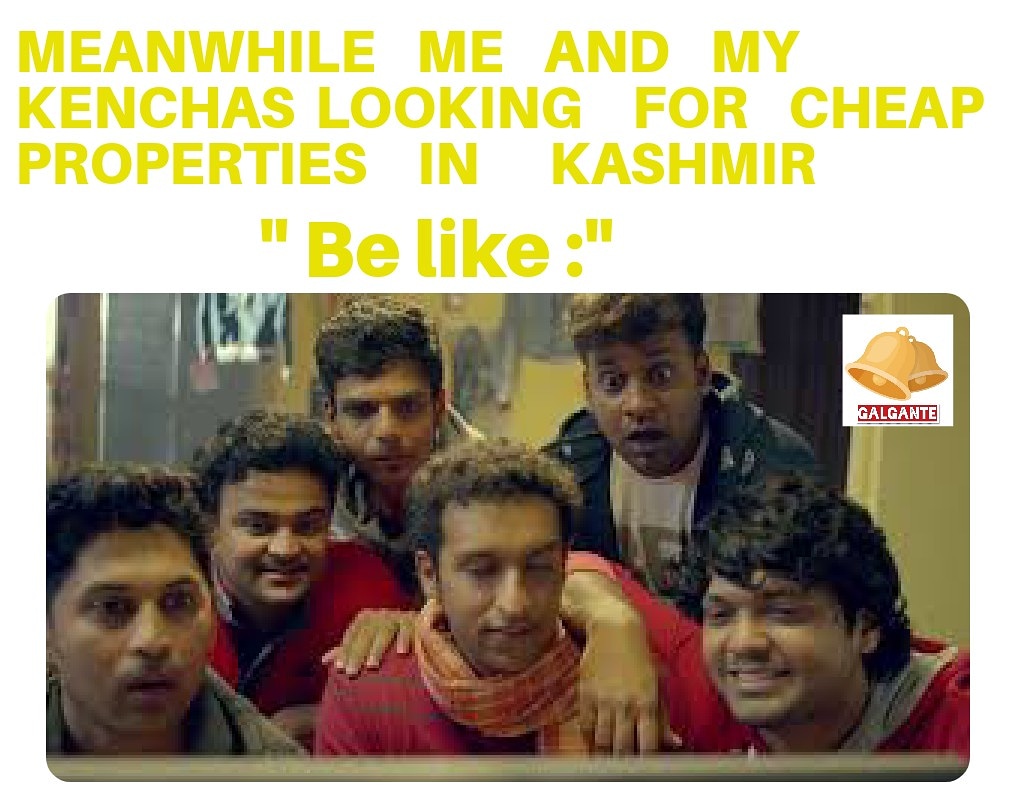 MEANWHILE ME AND MY
KENCHAS LOOKING FOR CHEAP
PROPERTIES IN KASHMIR
" Be like :"
GALGANTE